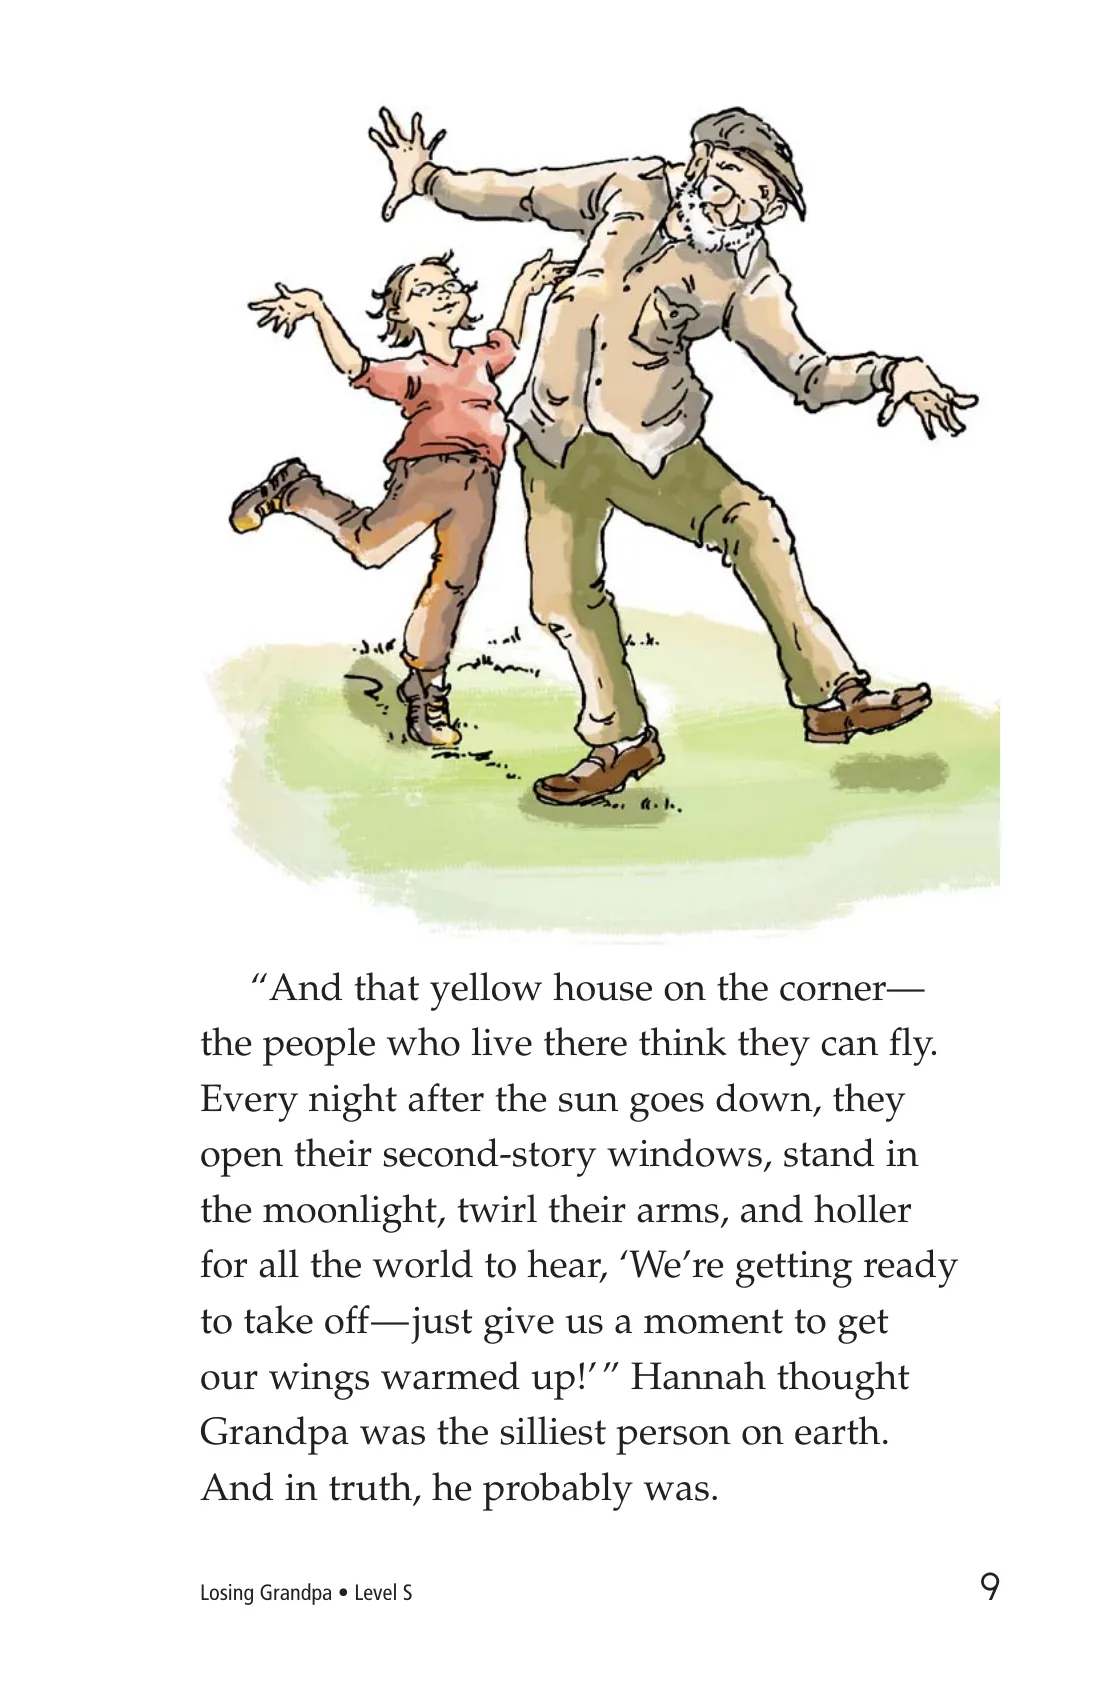 “And that yellow house on the corner—
the people who live there think they can fly.
Every night after the sun goes down, they
open their second-story windows, stand in
the moonlight, twirl their arms, and holler
for all the world to hear, ‘We’re getting ready
to take off—just give us a moment to get
our wings warmed up!’ ” Hannah thought
Grandpa was the silliest person on earth.
And in truth, he probably was.
Losing Grandpa • Level S
9